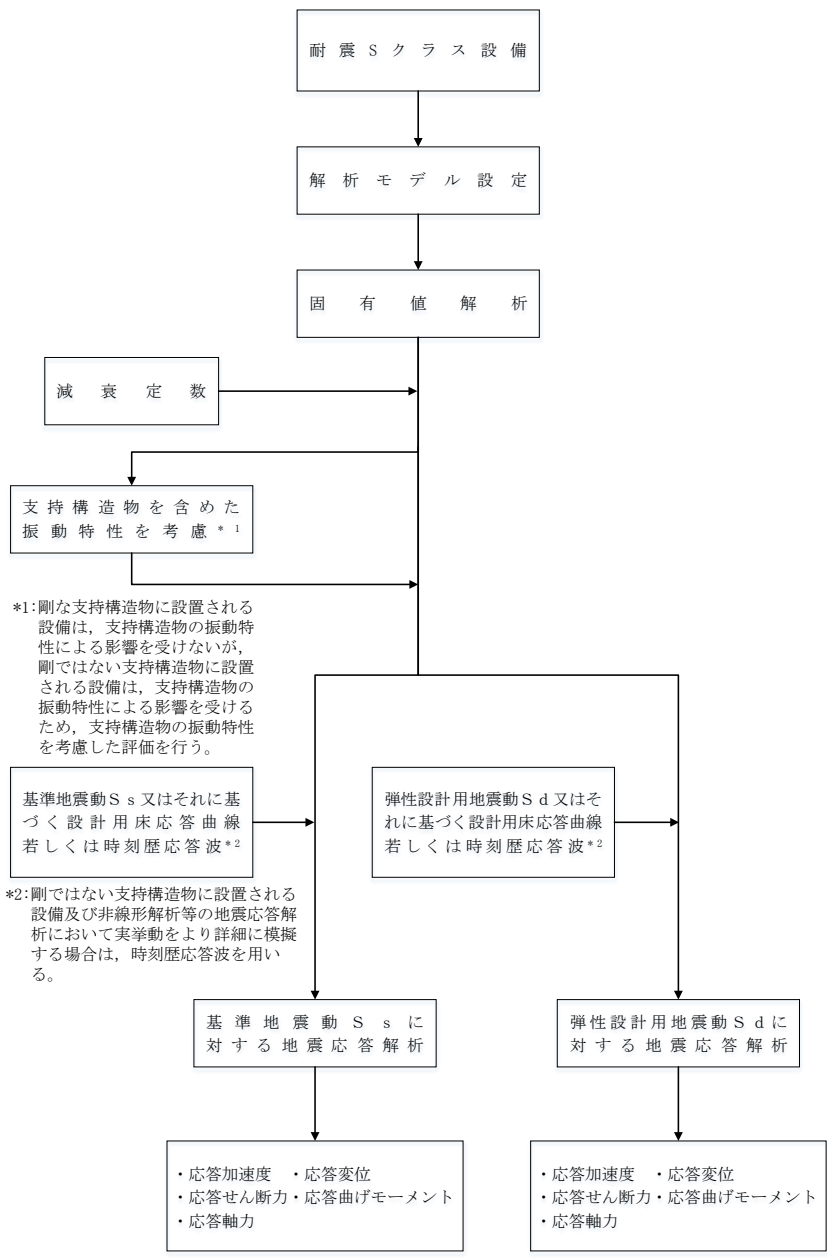 耐震Sクラス設備
解析モデル設定
固有値解析
減衰定数
支持構造物を含めた
振動特性を考慮*1
*1:剛な支持構造物に設置される
設備は，支持構造物の振動特
性による影響を受けないが，
剛ではない支持構造物に設置
される設備は，支持構造物の
振動特性による影響を受ける
ため，支持構造物の振動特性
を考慮した評価を行う。
基準地震動Ｓｓ又はそれに基
づく設計用床応答曲線
若しくは時刻歴応答波*2
弾性設計用地震動Ｓｄ又はそ
れに基づく設計用床応答曲線
若しくは時刻歴応答波*2
*2:剛ではない支持構造物に設置される
設備及び非線形解析等の地震応答解
析において実挙動をより詳細に模擬
する場合は，時刻歴応答波を用い
る。
基準地震動Ｓｓに
対する地震応答解析
弾性設計用地震動Ｓｄに
対する地震応答解析
・応答加速度　・応答変位
・応答せん断力・応答曲げモーメント
・応答軸力
・応答加速度　・応答変位
・応答せん断力・応答曲げモーメント
・応答軸力